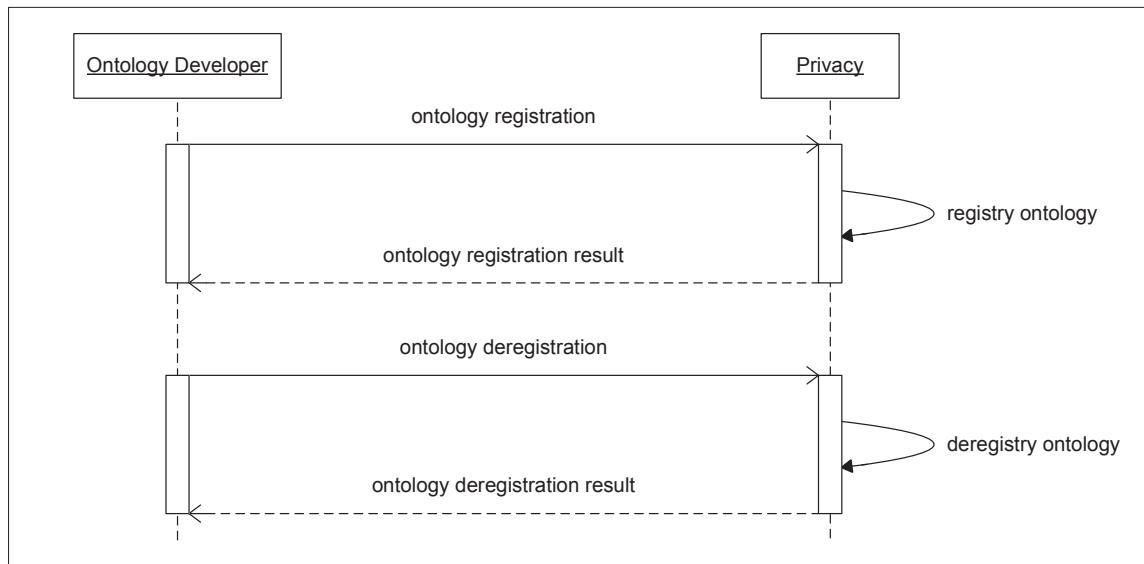 Ontology Developer
Privacy
ontology registration
registry ontology
ontology registration result
ontology deregistration
deregistry ontology
ontology deregistration result